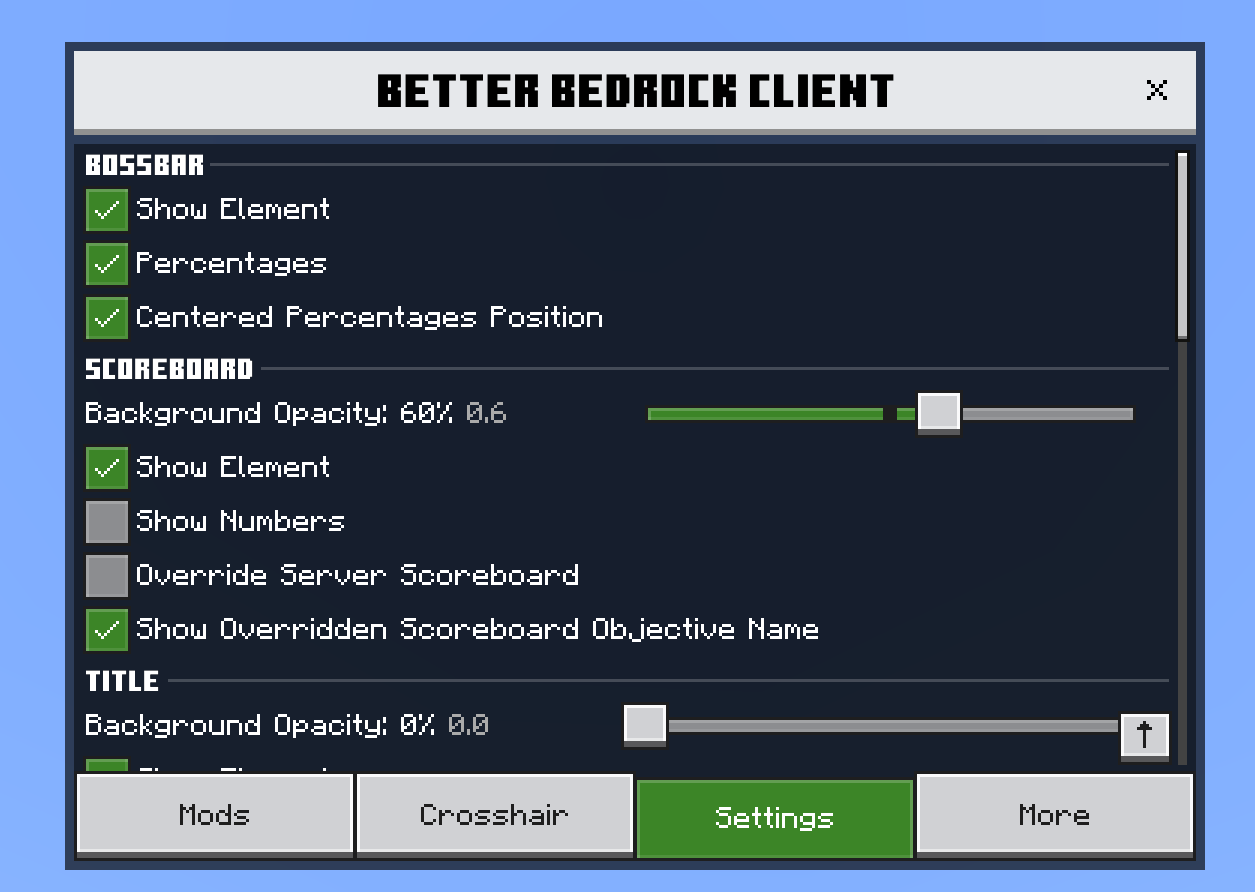 BETTER BEDROCK CLIENT
BOSSBAR
Show Element
Percentages
Centered Percentages Position
SCOREBOARD
Background Opacity: 60% 0.6
Show Element
Show Numbers
Override Server Scoreboard
Show Overridden Scoreboard Objective Name
TITLE
Background Opacity: 0% 0.0
Mods
Crosshair
Settings
More